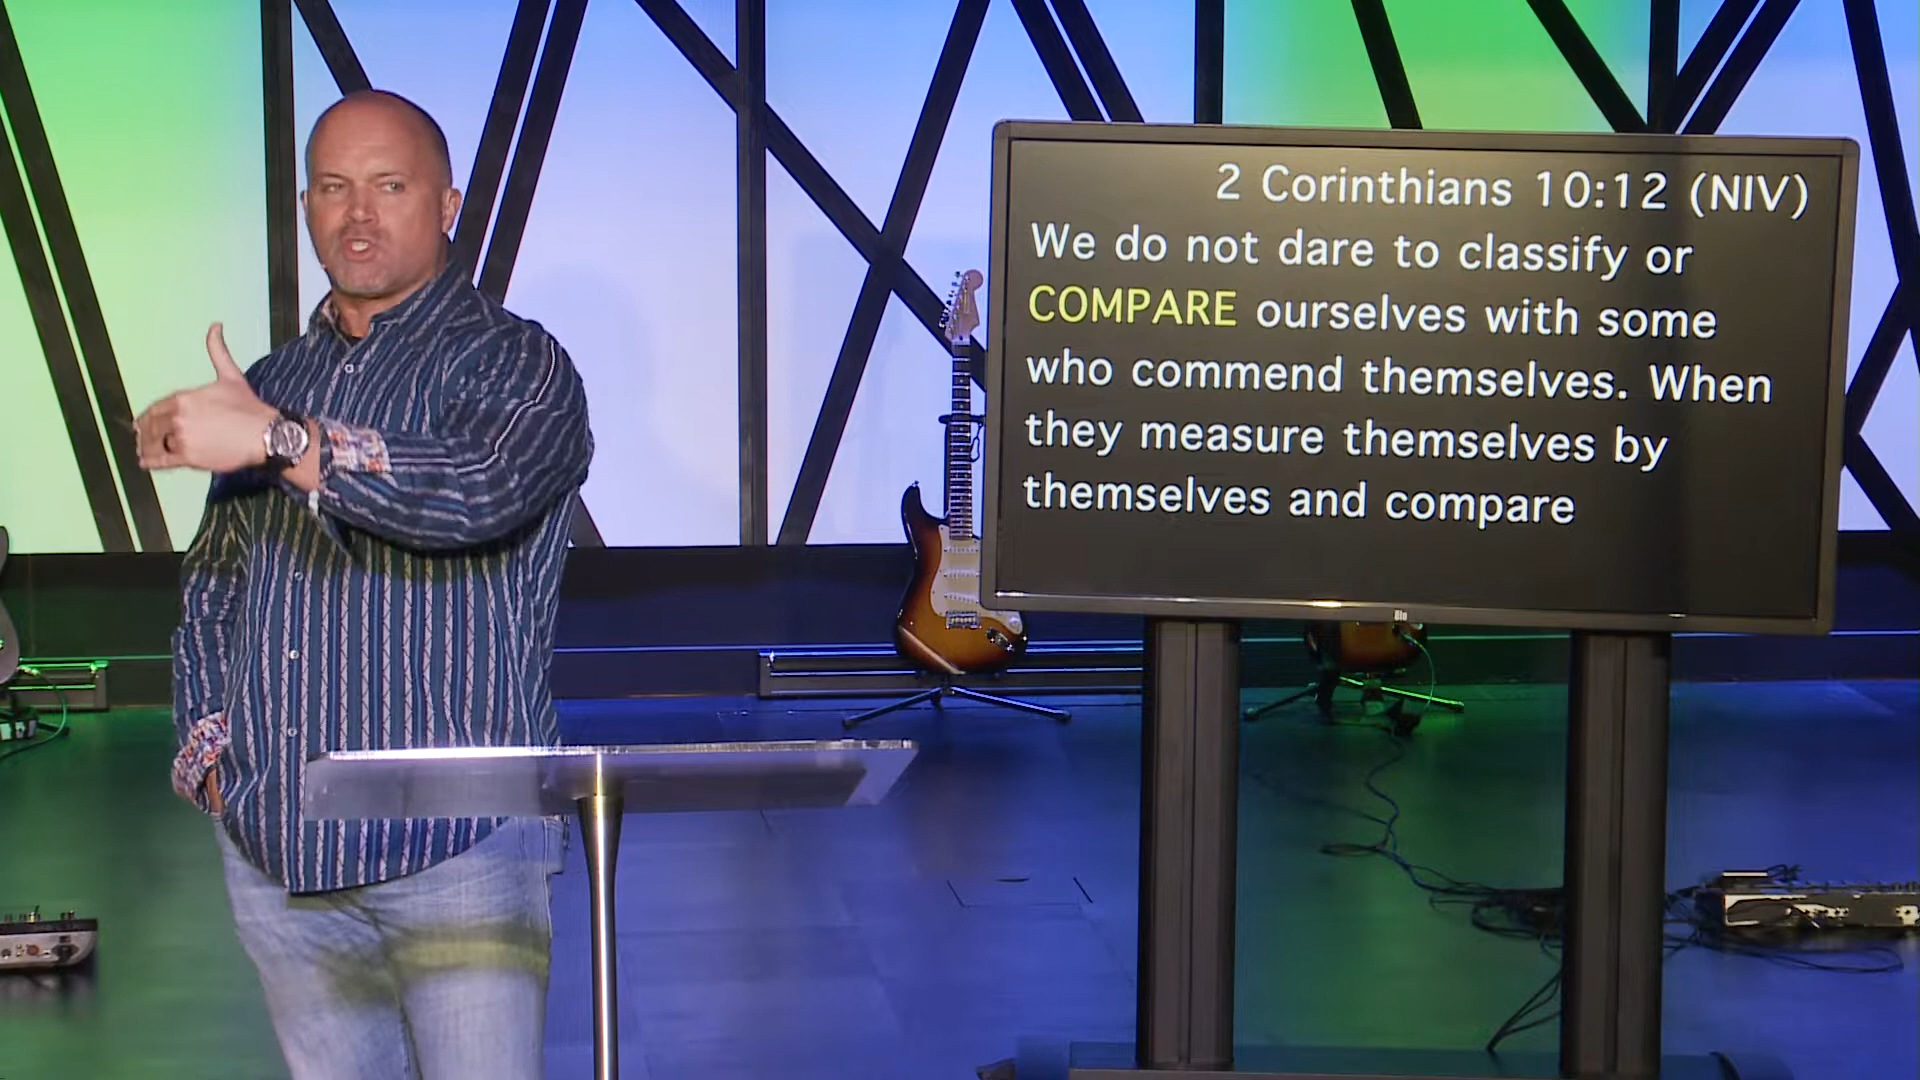 2 Corinthians 10:12 (NIV)
We do not dare to classify or
COMPARE ourselves with some
who commend themselves. When
they measure themselves by
themselves and compare
elo